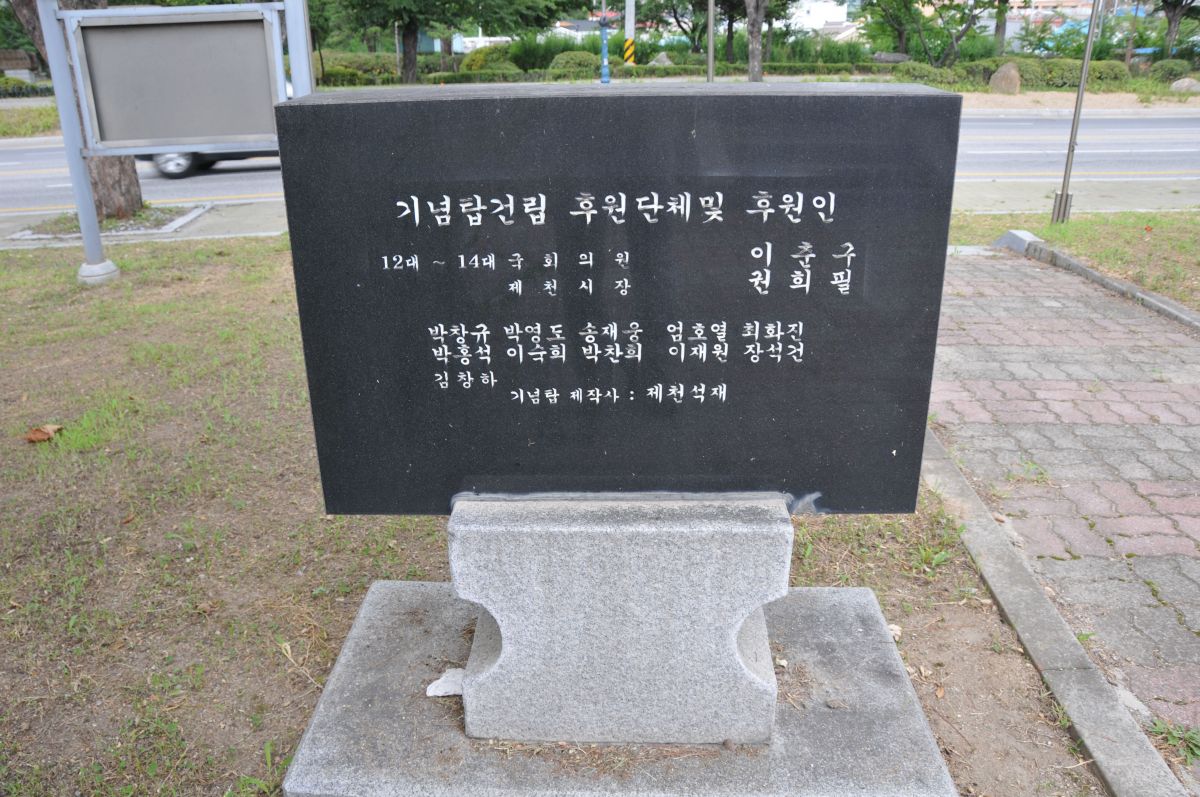 기념탑건립 후원단체및 후원인
12대 ~ 14대 국회의원 이춘구
제천시장 권희필
박창규 박영도 송재웅 엄호열 최화진
박홍석 이숙희 박찬희 이재원 장석건
김창하
기념탑 제작사 : 제천석재